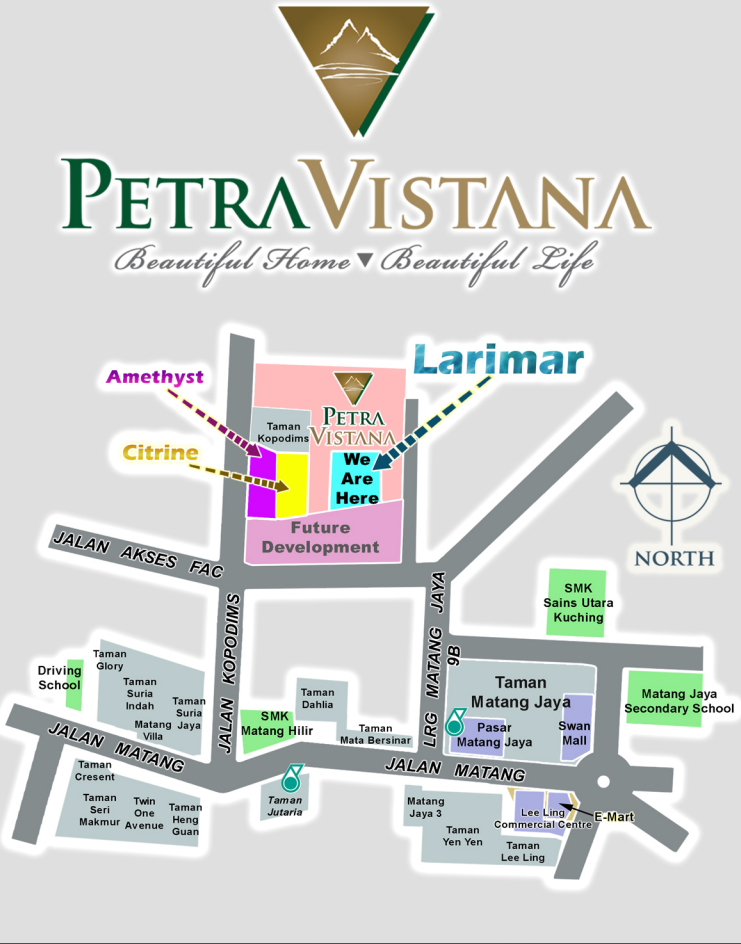 PETRAVISTANA
Beautiful Home ▼ Beautiful Life
Larimar
Amethyst
PETRA
VISTANA
Taman
Kopodims
Citrine
We
Are
Here
Future
Development
NORTH
JALAN AKSES FAC
JALAN KOPODIMS
LRG MATANG JAYA
9B
SMK
Sains Utara
Kuching
Driving
School
Taman
Glory
Taman
Suria
Indah
Matang
Villa
Taman
Suria
Jaya
SMK
Matang Hilir
Taman
Dahlia
Taman
Mata Bersinar
Taman
Matang Jaya
Pasar
Matang Jaya
Swan
Mall
Matang Jaya
Secondary School
JALAN MATANG
JALAN MATANG
Taman
Cresent
Taman
Seri
Makmur
Twin
One
Avenue
Taman
Heng
Guan
Taman
Jutaria
Matang
Jaya 3
Taman
Yen Yen
Taman
Lee Ling
Lee Ling
Commercial Centre
E-Mart